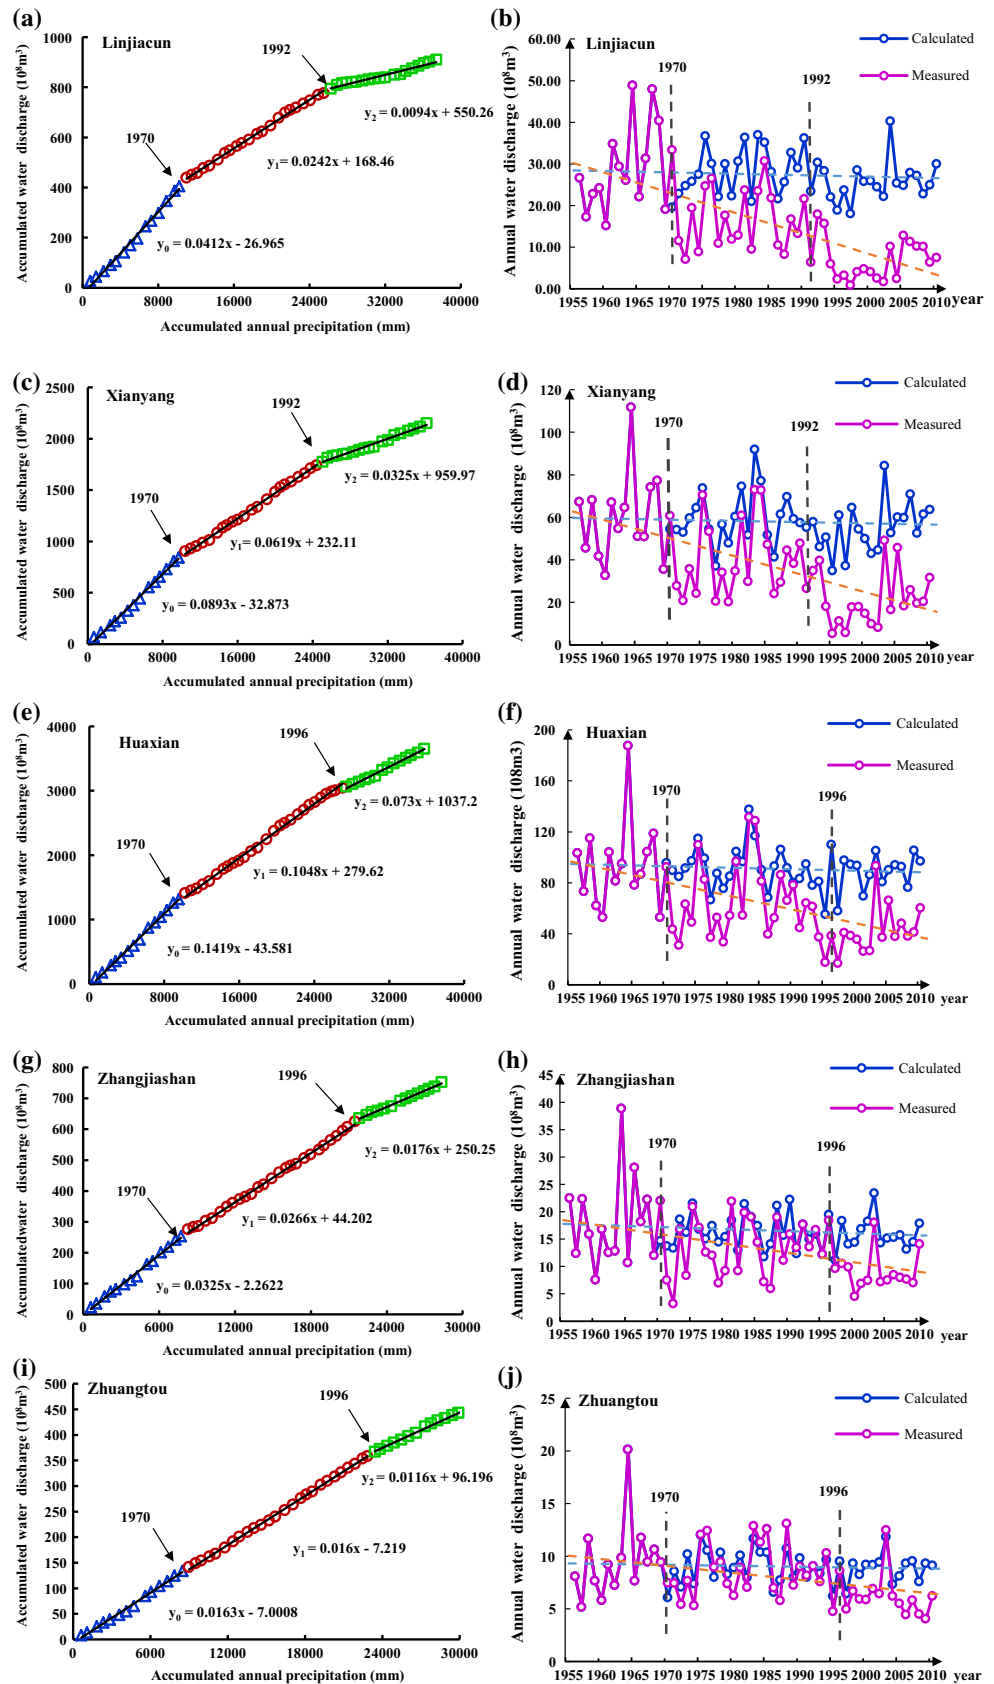 (a)
Linjiacun
Accumulated water discharge (10⁸m³)
1000
800
600
400
200
0
0 8000 16000 24000 32000 40000
Accumulated annual precipitation (mm)
1970
1992
y₀ = 0.0412x - 26.965
y₁ = 0.0242x + 168.46
y₂ = 0.0094x + 550.26
(b)
Linjiacun
Calculated
Measured
Annual water discharge (10⁸m³)
60.00
50.00
40.00
30.00
20.00
10.00
0.00
1970
1992
1955 1960 1965 1970 1975 1980 1985 1990 1995 2000 2005 2010 year
(c)
Xianyang
Accumulated water discharge (10⁸m³)
2500
2000
1500
1000
500
0
0 8000 16000 24000 32000 40000
Accumulated annual precipitation (mm)
1970
1992
y₀ = 0.0893x - 32.873
y₁ = 0.0619x + 232.11
y₂ = 0.0325x + 959.97
(d)
Xianyang
Calculated
Measured
Annual water discharge (10⁸m³)
120
100
80
60
40
20
0
1970
1992
1955 1960 1965 1970 1975 1980 1985 1990 1995 2000 2005 2010 year
(e)
Huaxian
Accumulated water discharge (10⁸m³)
4000
3000
2000
1000
0
0 8000 16000 24000 32000 40000
Accumulated annual precipitation (mm)
1970
1996
y₀ = 0.1419x - 43.581
y₁ = 0.1048x + 279.62
y₂ = 0.073x + 1037.2
(f)
Huaxian
Calculated
Measured
Annual water discharge (108m3)
200
160
120
80
40
0
1970
1996
1955 1960 1965 1970 1975 1980 1985 1990 1995 2000 2005 2010 year
(g)
Zhangjiashan
Accumulatedwater discharge (10⁸m³)
800
700
600
500
400
300
200
100
0
0 6000 12000 18000 24000 30000
Accumulated annual precipitation (mm)
1970
1996
y₀ = 0.0325x - 2.2622
y₁ = 0.0266x + 44.202
y₂ = 0.0176x + 250.25
(h)
Zhangjiashan
Calculated
Measured
Annual water discharge (10⁸m³)
45
40
35
30
25
20
15
10
5
0
1970
1996
1955 1960 1965 1970 1975 1980 1985 1990 1995 2000 2005 2010 year
(i)
Zhuangtou
Accumulated water discharge (10⁸m³)
500
450
400
350
300
250
200
150
100
50
0
0 6000 12000 18000 24000 30000
Accumulated annual precipitation (mm)
1970
1996
y₀ = 0.0163x - 7.0008
y₁ = 0.016x - 7.219
y₂ = 0.0116x + 96.196
(j)
Zhuangtou
Calculated
Measured
Annual water discharge (10⁸m³)
25
20
15
10
5
0
1970
1996
1955 1960 1965 1970 1975 1980 1985 1990 1995 2000 2005 2010 year